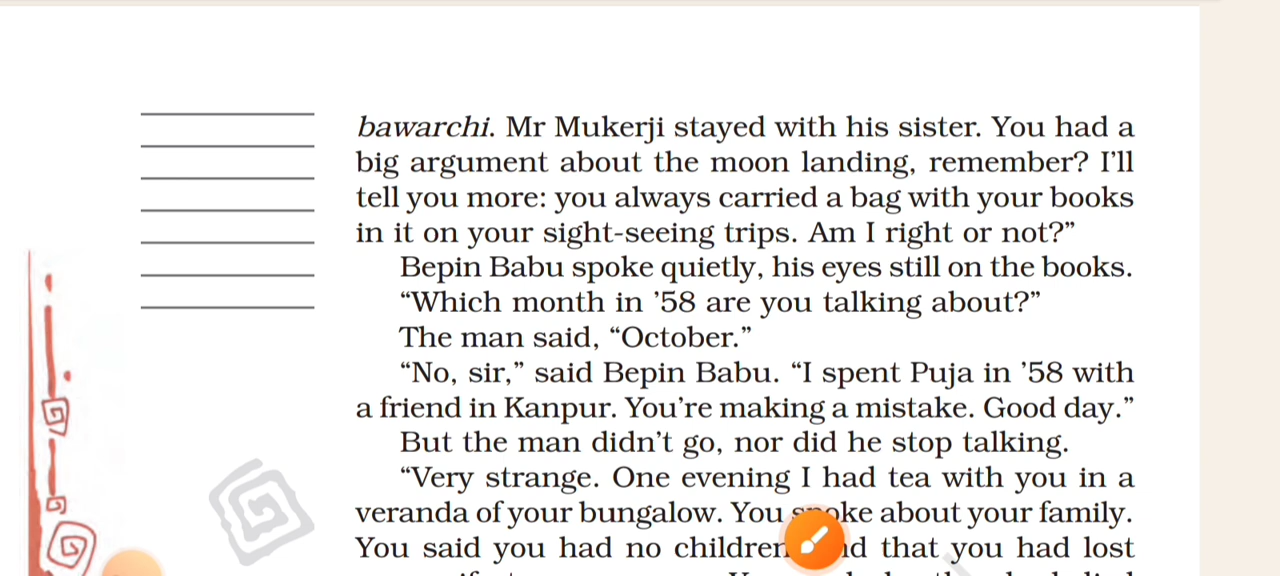 bawarchi. Mr Mukerji stayed with his sister. You had a
big argument about the moon landing, remember? I’ll
tell you more: you always carried a bag with your books
in it on your sight-seeing trips. Am I right or not?”
Bepin Babu spoke quietly, his eyes still on the books.
“Which month in ’58 are you talking about?”
The man said, “October.”
“No, sir,” said Bepin Babu. “I spent Puja in ’58 with
a friend in Kanpur. You’re making a mistake. Good day.”
But the man didn’t go, nor did he stop talking.
“Very strange. One evening I had tea with you in a
veranda of your bungalow. You spoke about your family.
You said you had no children that you had lost